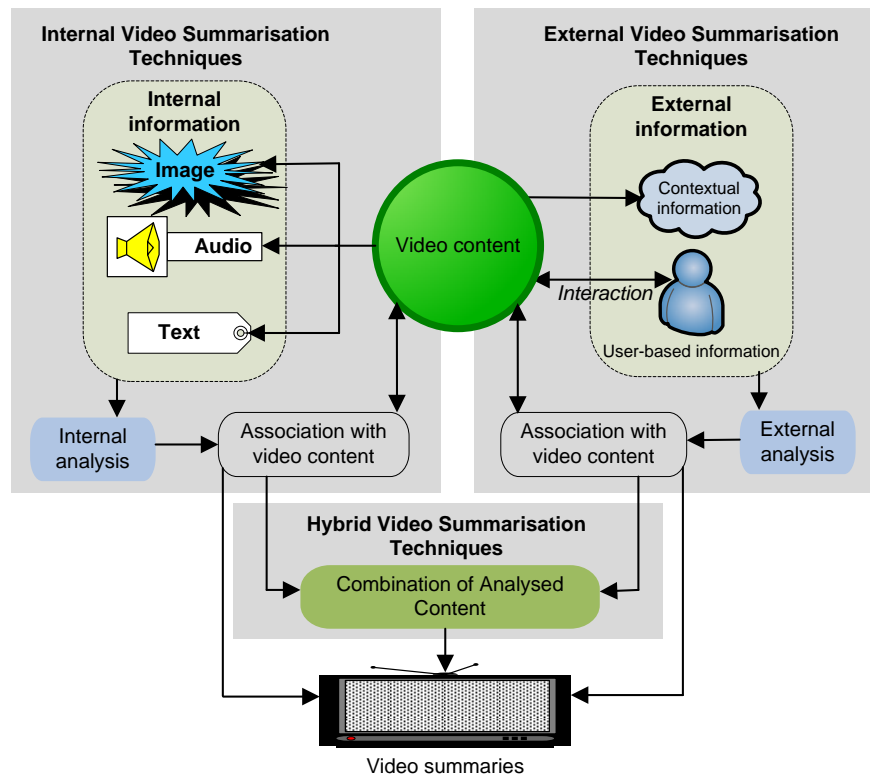 Internal Video Summarisation
Techniques
Internal
information
Image
Audio
Text
Internal
analysis
Association with
video content
Video content
External Video Summarisation
Techniques
External
information
Contextual
information
Interaction
User-based information
Association with
video content
External
analysis
Hybrid Video Summarisation
Techniques
Combination of Analysed
Content
Video summaries